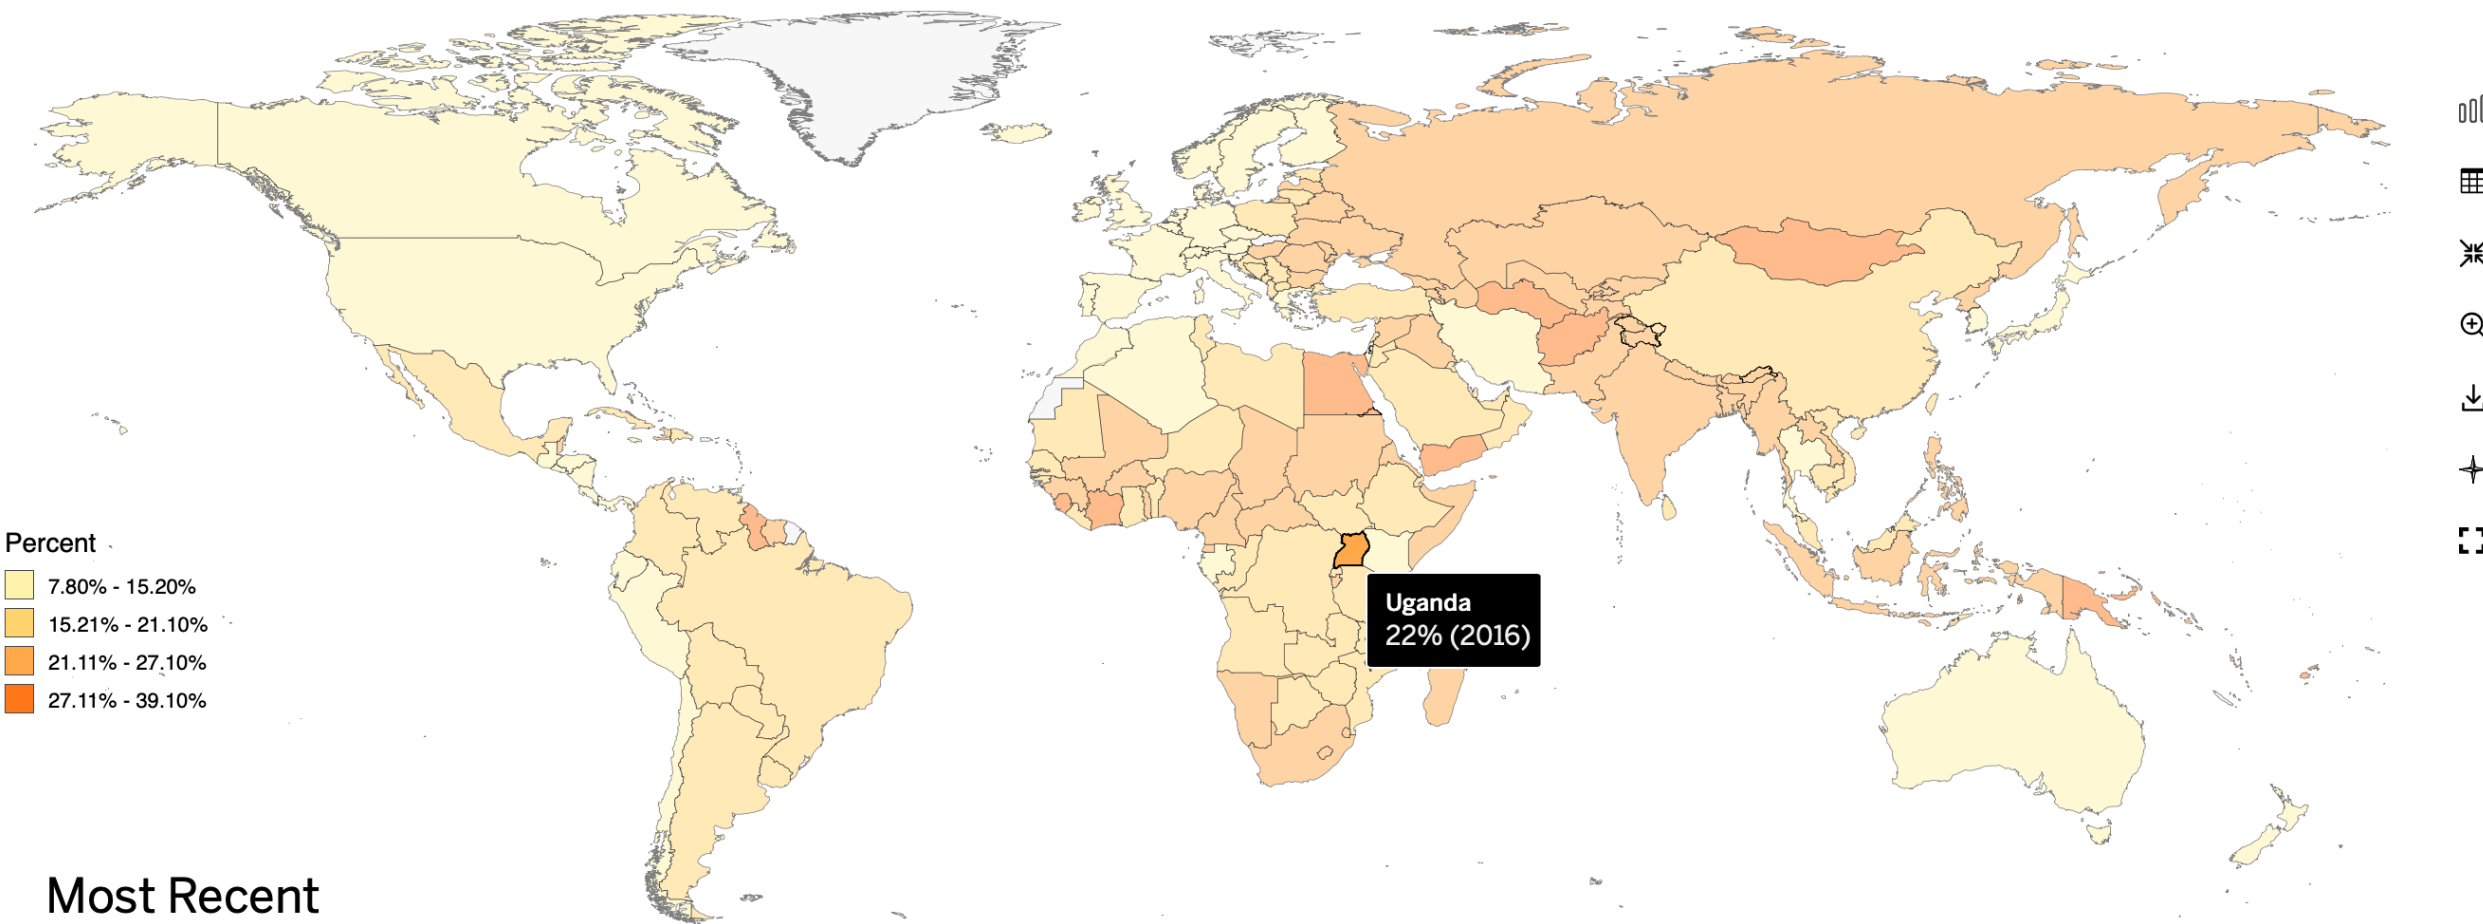 Uganda
22% (2016)
Percent
7.80% - 15.20%
15.21% - 21.10%
21.11% - 27.10%
27.11% - 39.10%
Most Recent